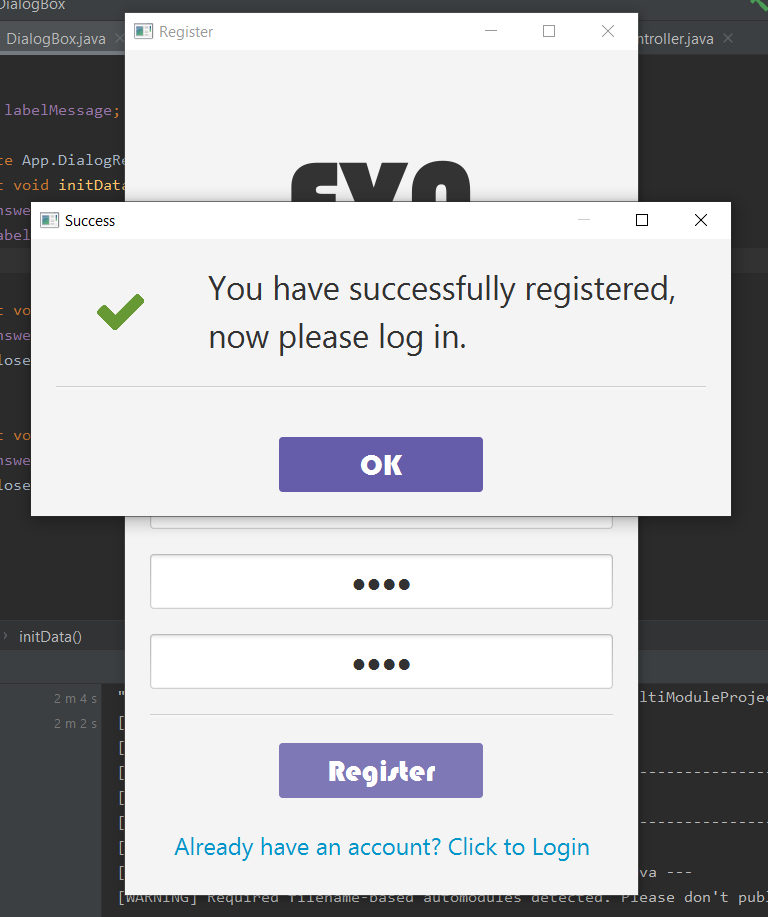 DialogBox
DialogBox.java
Register
ntroller.java
labelMessage;
te App.DialogRe
t void initData
Success
nswe
abel
You have successfully registered,
now please log in.
t vo
nswe
lose
OK
t vo
nswe
lose
initData()
2 m 4 s
ltiModuleProjec
2 m 2 s
Register
Already have an account? Click to Login
va ---
[WARNING] Required filename-based automodules detected. Please don't publ